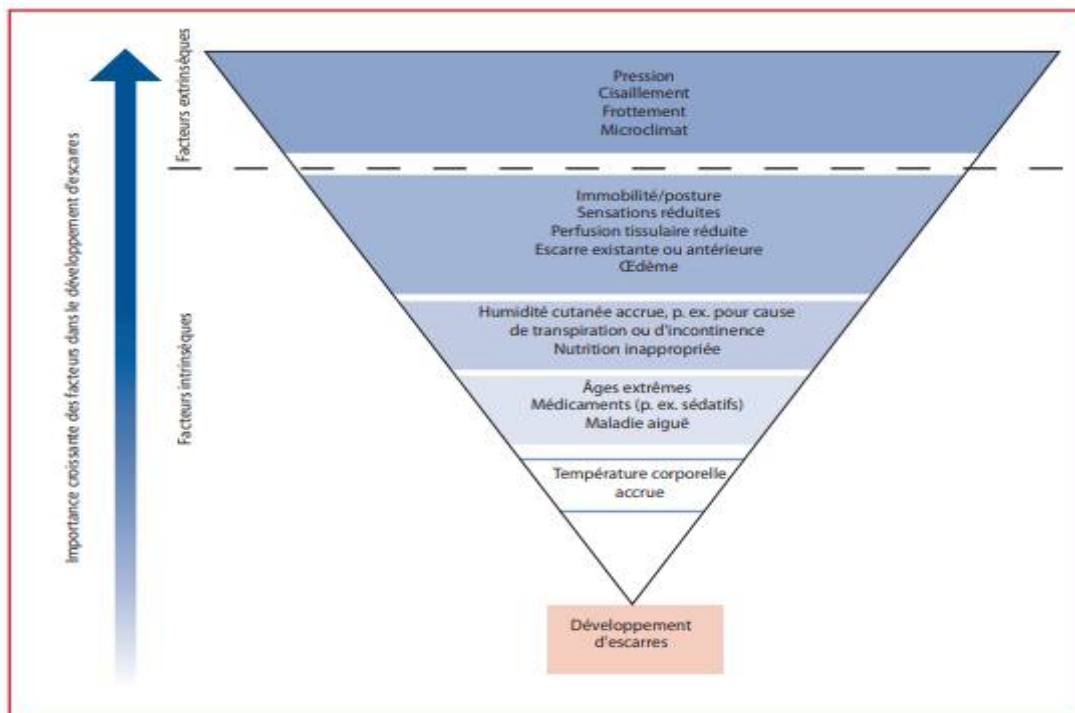 Importance croissante des facteurs dans le développement d'escarres
Facteurs extrinsèques
Pression
Cisaillement
Frottement
Microclimat
Facteurs intrinsèques
Immobilité/posture
Sensations réduites
Perfusion tissulaire réduite
Escarre existante ou antérieure
Œdème
Humidité cutanée accrue, p. ex. pour cause
de transpiration ou d'incontinence
Nutrition inappropriée
Âges extrêmes
Médicaments (p. ex. sédatifs)
Maladie aiguë
Température corporelle
accrue
Développement
d'escarres